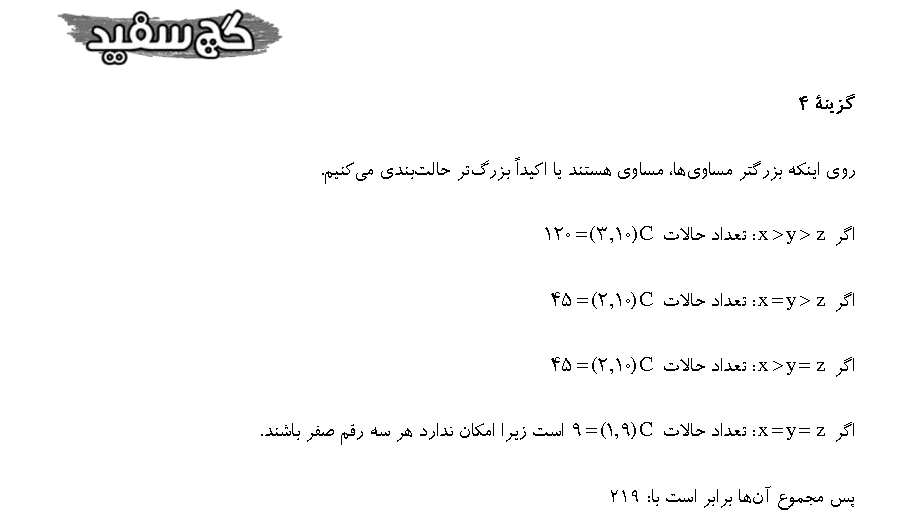 گچ سفید
گزینهٔ ۴
روی اینکه بزرگتر مساوی‌ها، مساوی هستند یا اکیداً بزرگ‌تر حالت‌بندی می‌کنیم.
اگر x>y> z: تعداد حالات C(۳,۱۰)=۱۲۰
اگر x=y> z: تعداد حالات C(۲,۱۰)=۴۵
اگر x>y= z: تعداد حالات C(۲,۱۰)=۴۵
اگر x=y= z: تعداد حالات C(۱,۹)=۹ است زیرا امکان ندارد هر سه رقم صفر باشند.
پس مجموع آن‌ها برابر است با: ۲۱۹